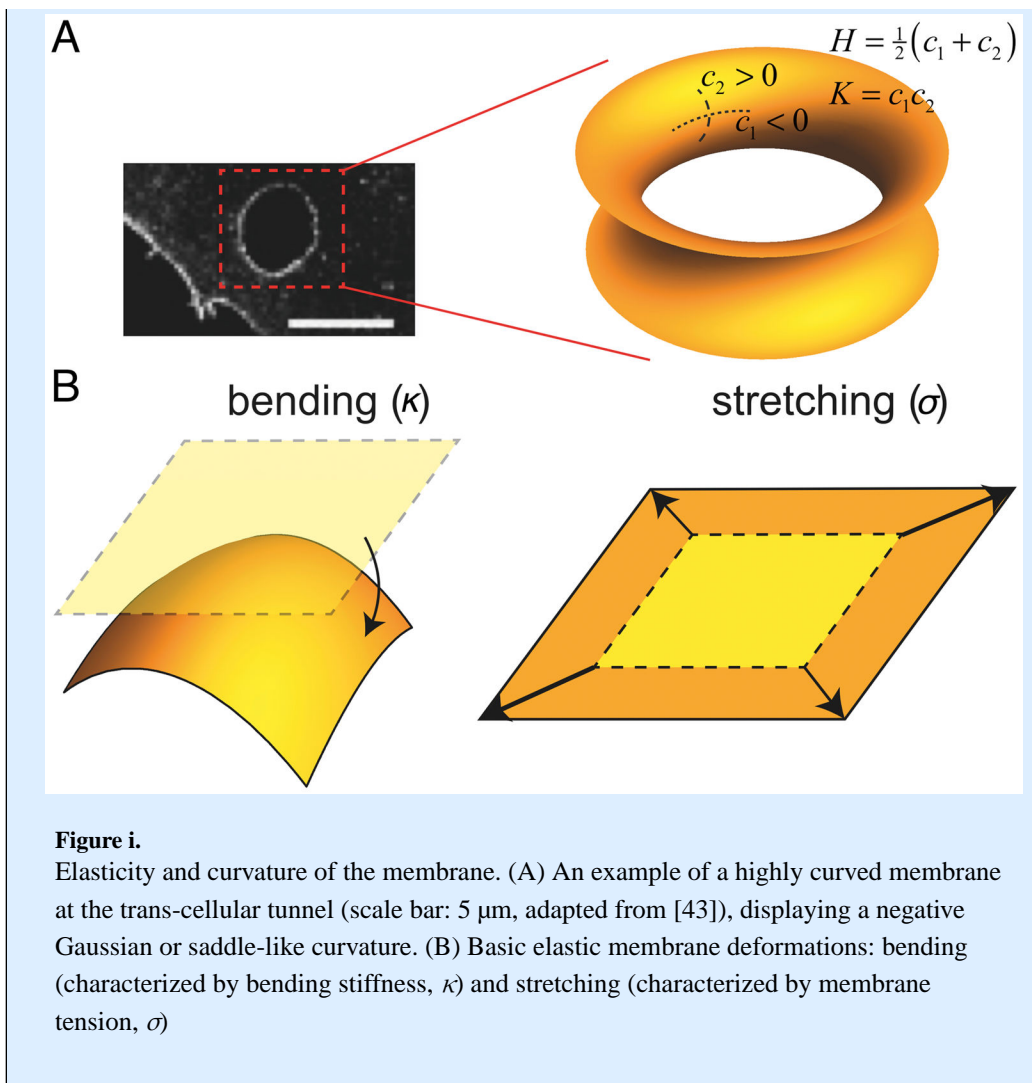 A
H = ½(c₁ + c₂)
c₂ > 0
K = c₁c₂
c₁ < 0
B
bending (κ)
stretching (σ)
Figure i.
Elasticity and curvature of the membrane. (A) An example of a highly curved membrane
at the trans-cellular tunnel (scale bar: 5 μm, adapted from [43]), displaying a negative
Gaussian or saddle-like curvature. (B) Basic elastic membrane deformations: bending
(characterized by bending stiffness, κ) and stretching (characterized by membrane
tension, σ)